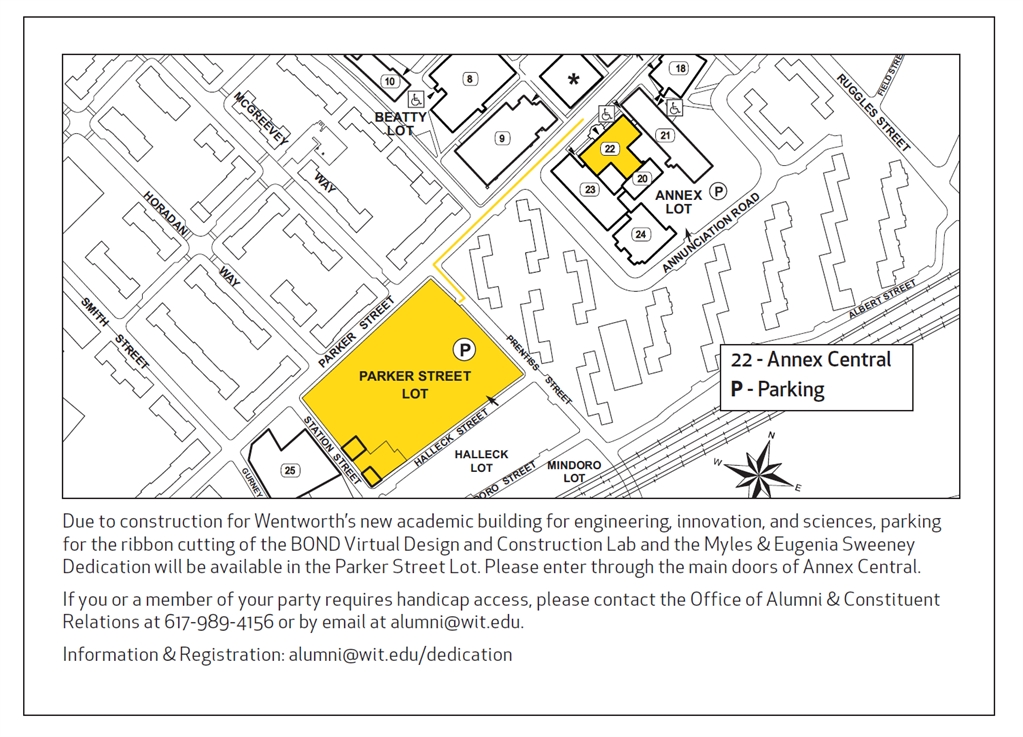 10
8
*
18
BEATTY
LOT
9
22
21
23
20
24
ANNEX
LOT
P
ANNUNCIATION ROAD
RUGGLES STREET
FIELD STRE
MCGREEVEY
WAY
HORADAN
WAY
SMITH STREET
PARKER STREET
P
PARKER STREET
LOT
PRENTISS STREET
ALBERT STREET
STATION STREET
HALLECK STREET
HALLECK
LOT
MINDORO
LOT
DORO STREET
25
GURNEY
22 - Annex Central
P - Parking
N
W
E
Due to construction for Wentworth's new academic building for engineering, innovation, and sciences, parking
for the ribbon cutting of the BOND Virtual Design and Construction Lab and the Myles & Eugenia Sweeney
Dedication will be available in the Parker Street Lot. Please enter through the main doors of Annex Central.
If you or a member of your party requires handicap access, please contact the Office of Alumni & Constituent
Relations at 617-989-4156 or by email at alumni@wit.edu.
Information & Registration: alumni@wit.edu/dedication